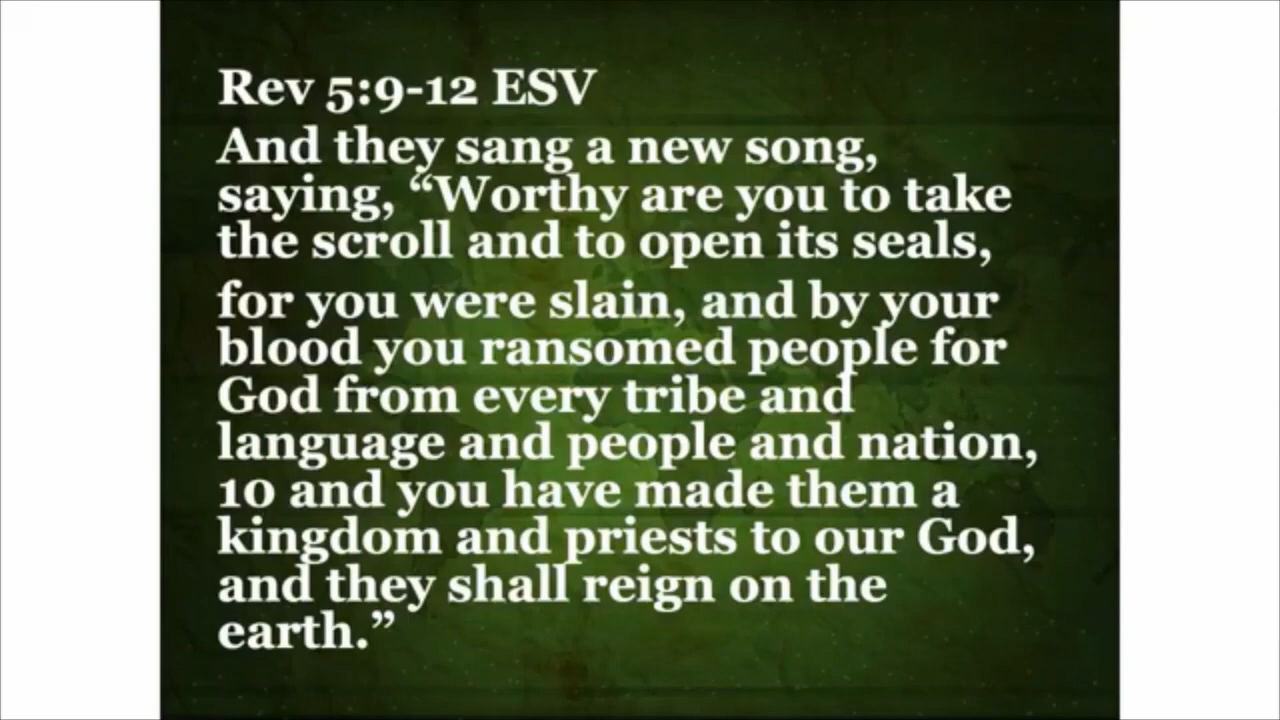 Rev 5:9-12 ESV
And they sang a new song,
saying, “Worthy are you to take
the scroll and to open its seals,
for you were slain, and by your
blood you ransomed people for
God from every tribe and
language and people and nation,
10 and you have made them a
kingdom and priests to our God,
and they shall reign on the
earth.”